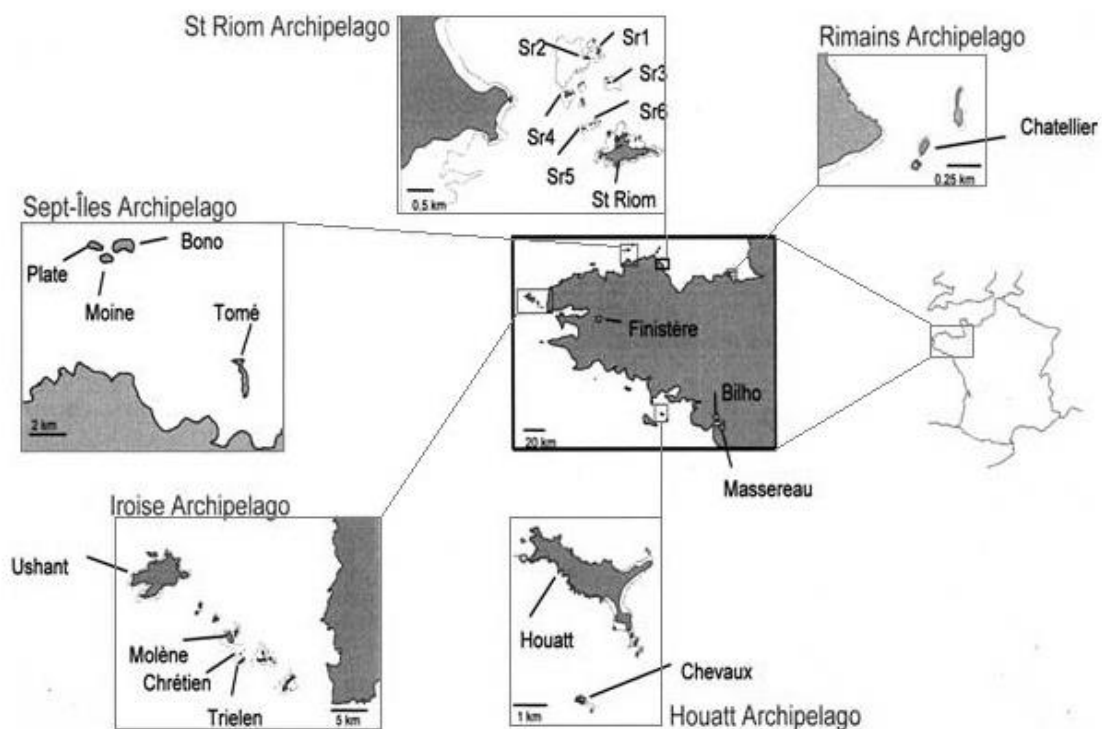 St Riom Archipelago
Sr1
Sr2
Sr3
Sr6
Sr4
Sr5
St Riom
0.5 km
Rimains Archipelago
Chatellier
0.25 km
Sept-Îles Archipelago
Bono
Plate
Moine
Tomé
2 km
Finistère
Bilho
20 km
Massereau
Iroise Archipelago
Ushant
Molène
Chrétien
Trielen
5 km
Houatt
Chevaux
1 km
Houatt Archipelago